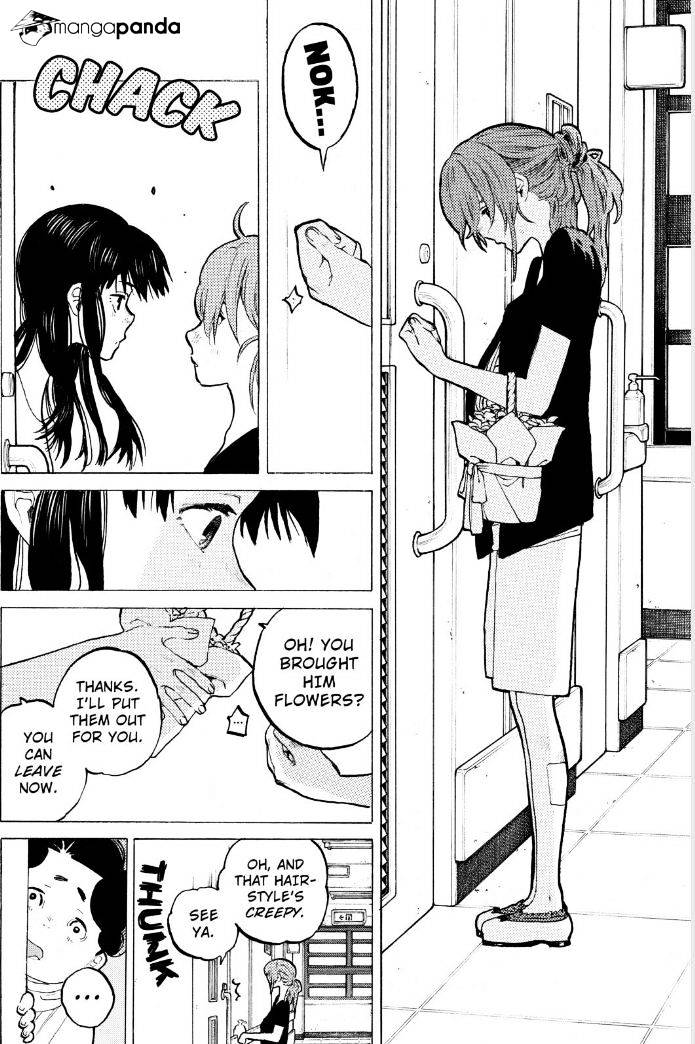 mangapanda
NOK...
CHACK
OH! YOU
BROUGHT
HIM
FLOWERS?
...
THANKS.
I'LL PUT
THEM OUT
FOR YOU.
YOU
CAN
LEAVE
NOW.
OH, AND
THAT HAIR-
STYLE'S
CREEPY.
SEE
YA.
THUNK
...